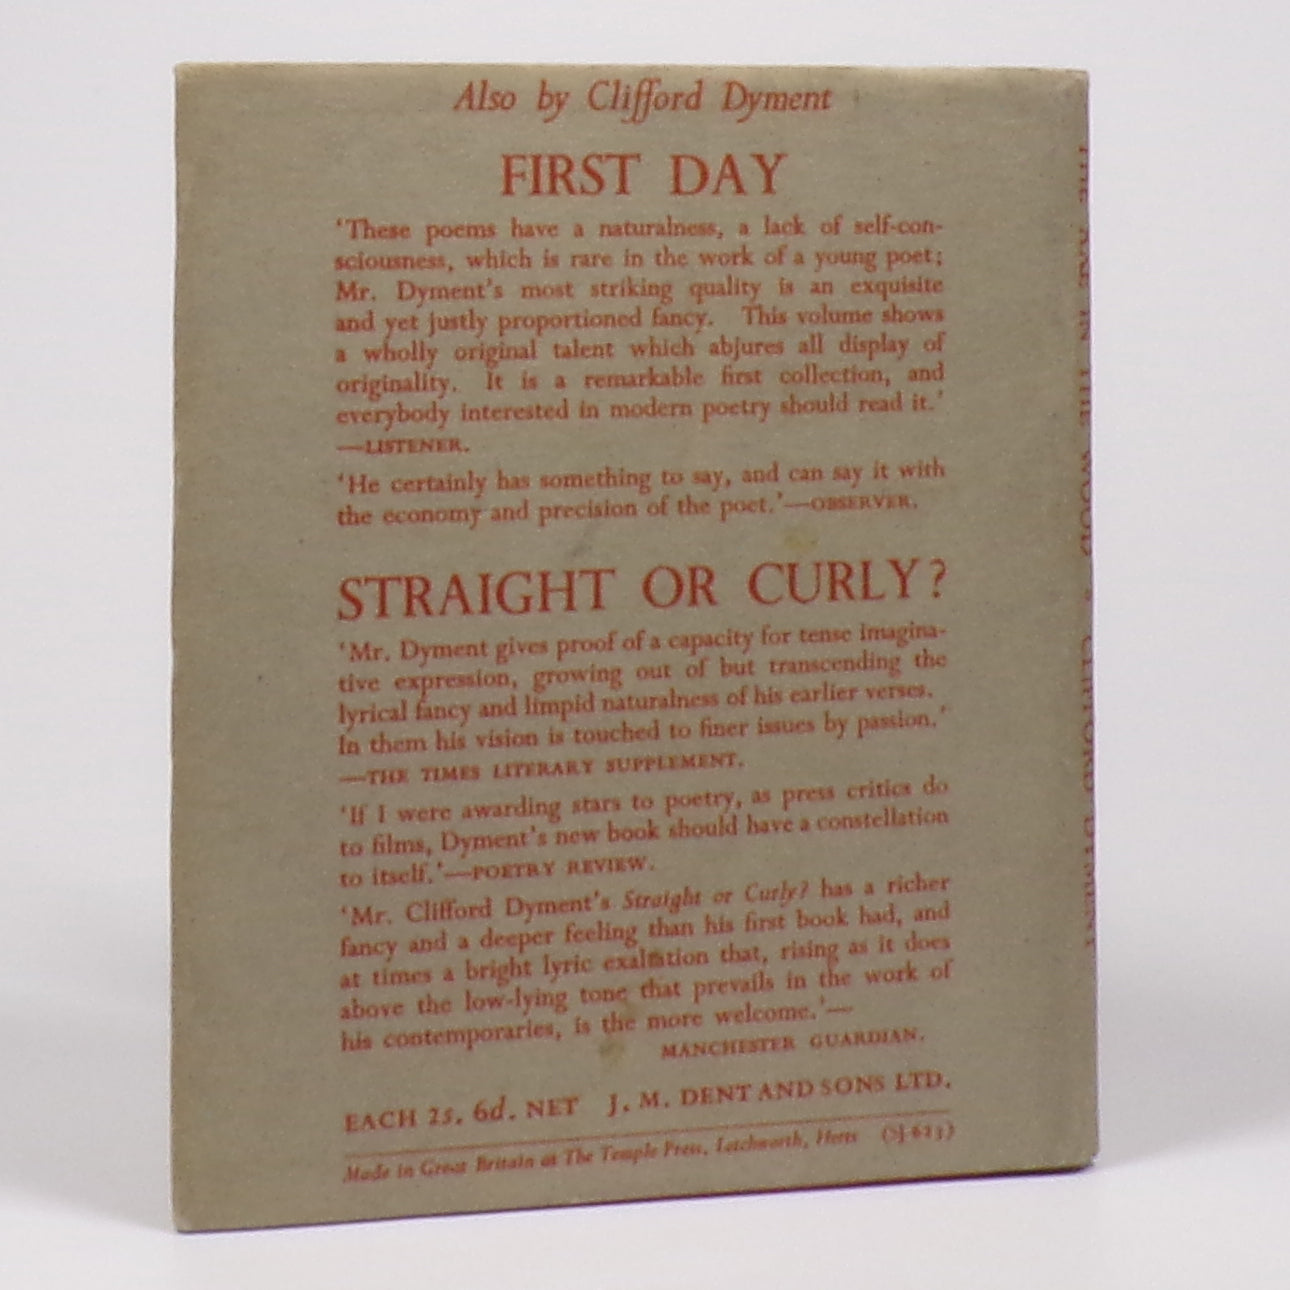 Also by Clifford Dyment
FIRST DAY
‘These poems have a naturalness, a lack of self-con-
sciousness, which is rare in the work of a young poet;
Mr. Dyment’s most striking quality is an exquisite
and yet justly proportioned fancy. This volume shows
a wholly original talent which abjures all display of
originality. It is a remarkable first collection, and
everybody interested in modern poetry should read it.’
—LISTENER.
‘He certainly has something to say, and can say it with
the economy and precision of the poet.’—OBSERVER.
STRAIGHT OR CURLY?
‘Mr. Dyment gives proof of a capacity for tense imagina-
tive expression, growing out of but transcending the
lyrical fancy and limpid naturalness of his earlier verses.
In them his vision is touched to finer issues by passion.’
—THE TIMES LITERARY SUPPLEMENT.
‘If I were awarding stars to poetry, as press critics do
to films, Dyment’s new book should have a constellation
to itself.’—POETRY REVIEW.
‘Mr. Clifford Dyment’s Straight or Curly? has a richer
fancy and a deeper feeling than his first book had, and
at times a bright lyric exaltation that, rising as it does
above the low-lying tone that prevails in the work of
his contemporaries, is the more welcome.’—
MANCHESTER GUARDIAN.
EACH 2s. 6d. NET J. M. DENT AND SONS LTD.
Made in Great Britain at The Temple Press, Letchworth, Herts
THE AXE IN THE WOOD CLIFFORD DYMENT